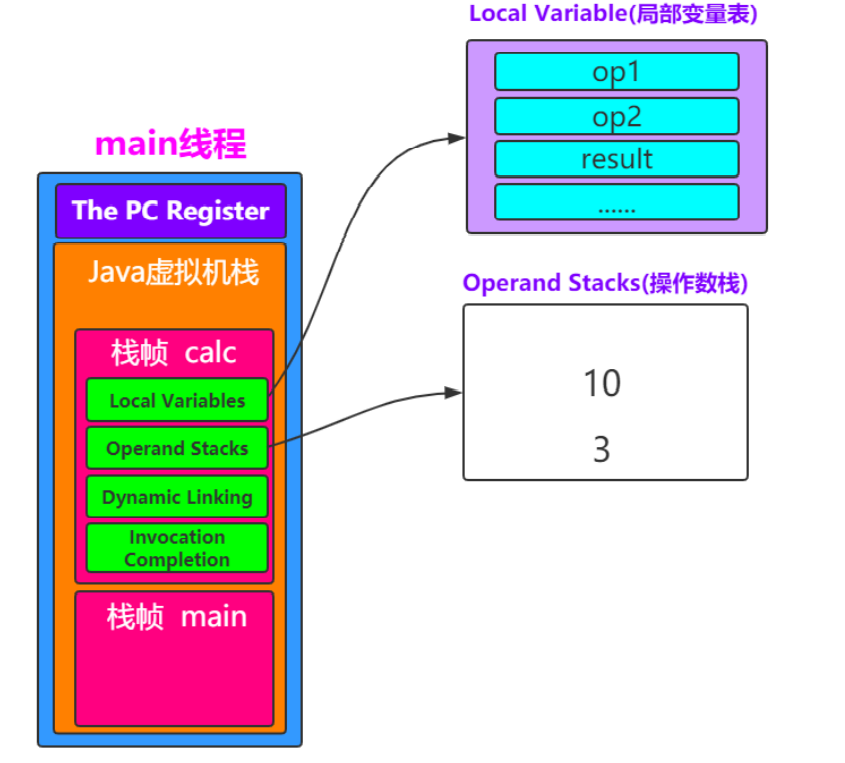 Local Variable(局部变量表)
op1
op2
result
......
main线程
The PC Register
Java虚拟机栈
栈帧 calc
Local Variables
Operand Stacks
Dynamic Linking
Invocation
Completion
栈帧 main
Operand Stacks(操作数栈)
10
3